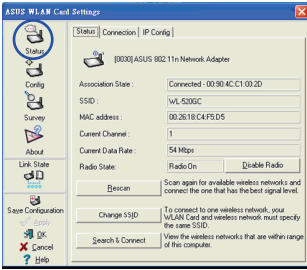 ASUS WLAN Card Settings
Status
Config
Survey
About
Link State
Save Configuration
Apply
OK
Cancel
Help
Status Connection IP Config
[0030] ASUS 802.11n Network Adapter
Association State : Connected - 00:90:4C:C1:00:2D
SSID : WL-520GC
MAC address : 00:26:18:C4:F5:D5
Current Channel : 1
Current Data Rate : 54 Mbps
Radio State: Radio On Disable Radio
Rescan Scan again for available wireless networks and
connect the one that has the best signal level.
Change SSID To connect to one wireless network, your
WLAN Card and wireless network must specify
the same SSID.
Search & Connect View the wireless networks that are within range
of this computer.